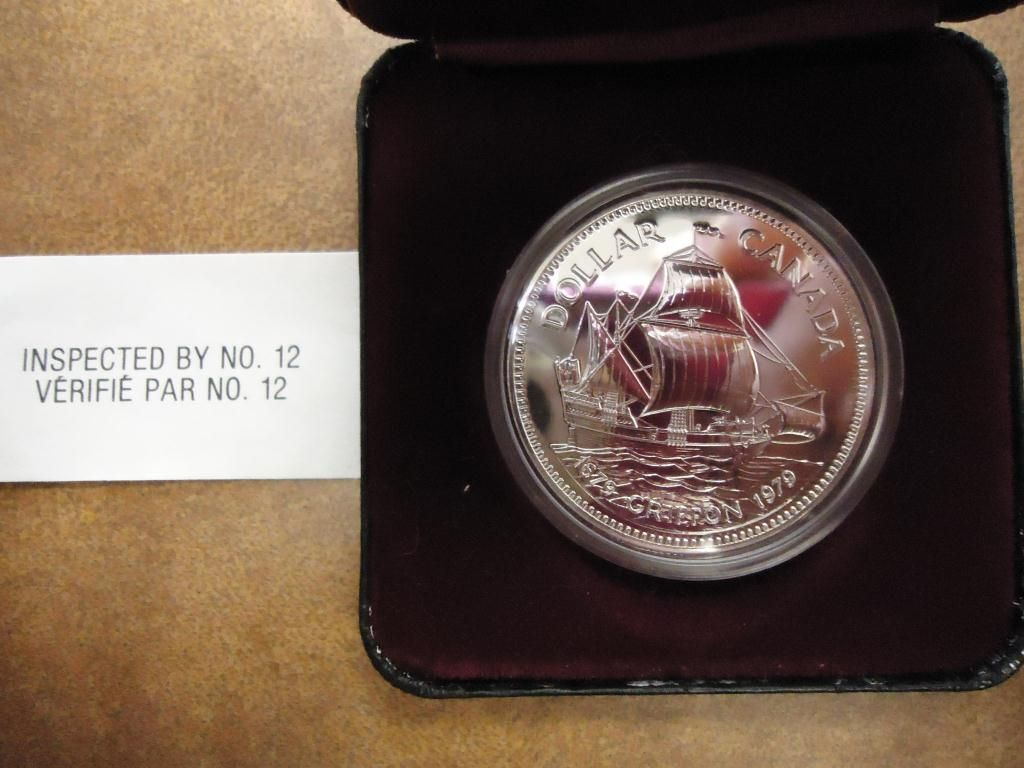 INSPECTED BY NO. 12
VÉRIFIÉ PAR NO. 12
DOLLAR CANADA
1679 GRIFFON 1979